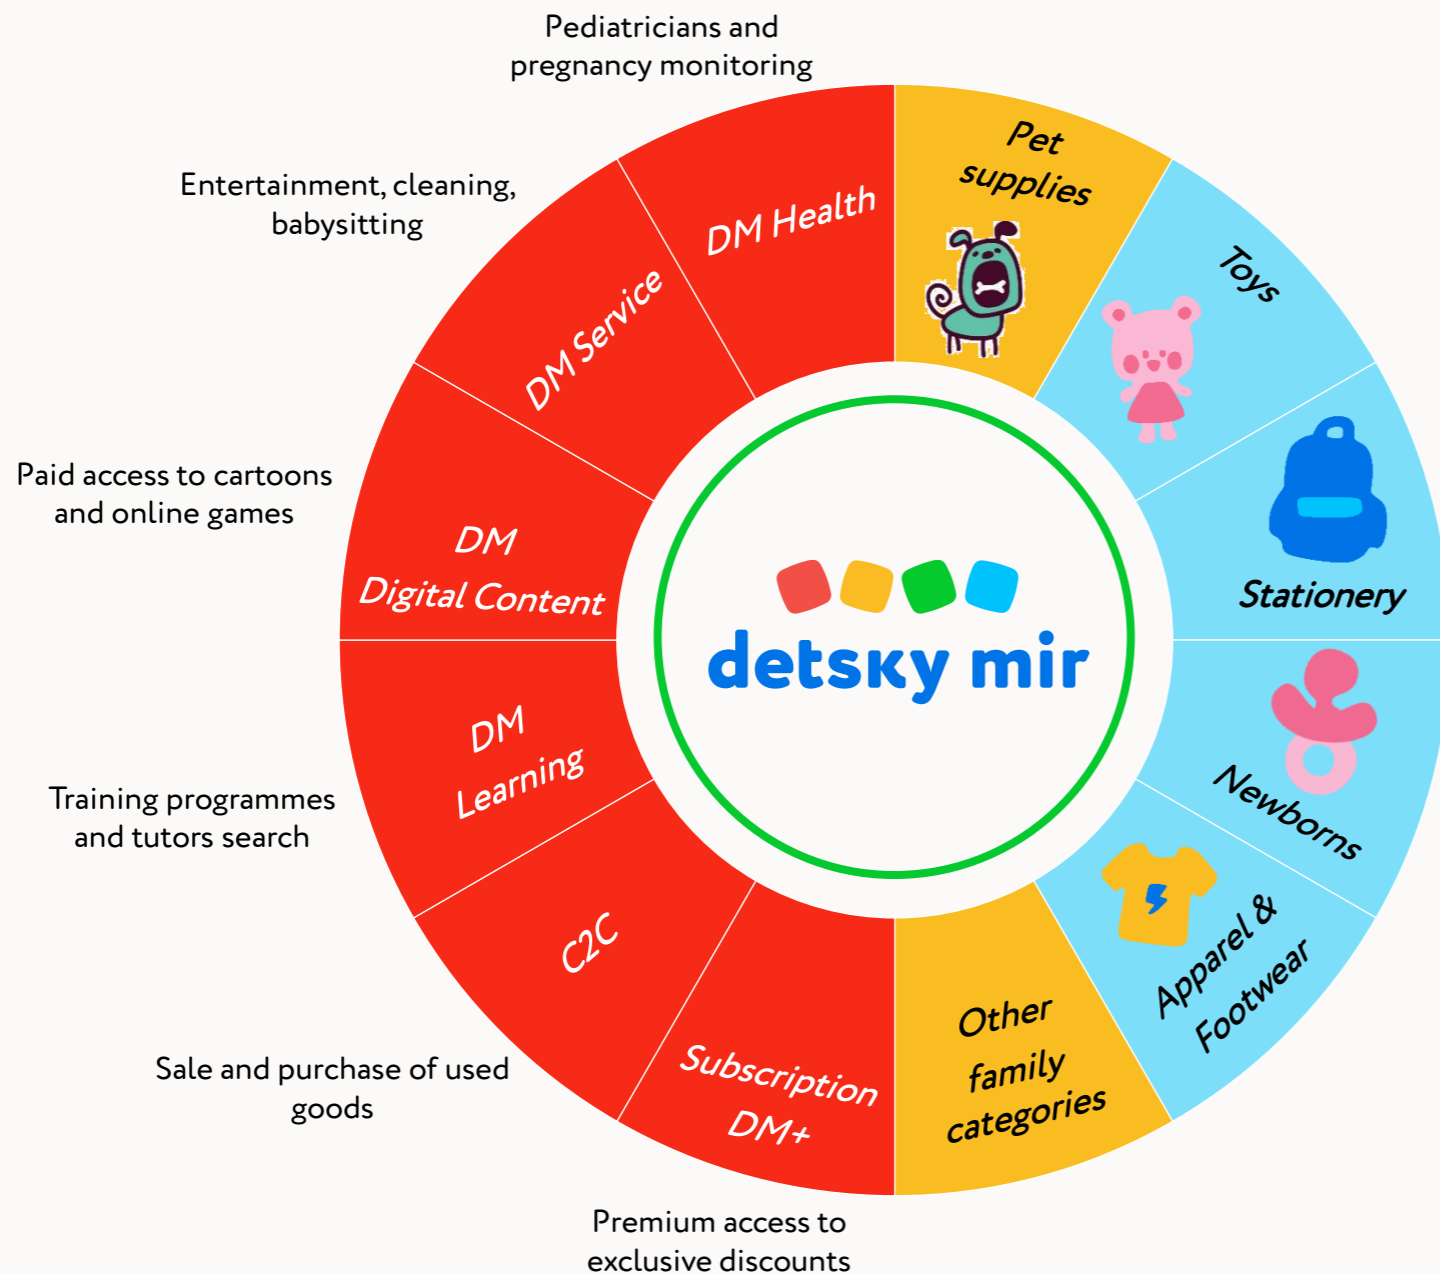 Pediatricians and
pregnancy monitoring
Entertainment, cleaning,
babysitting
Paid access to cartoons
and online games
Training programmes
and tutors search
Sale and purchase of used
goods
Premium access to
exclusive discounts
DM Health
DM Service
DM
Digital Content
DM
Learning
C2C
Subscription
DM+
Pet
supplies
Toys
Stationery
Newborns
Apparel &
Footwear
Other
family
categories
detsky mir